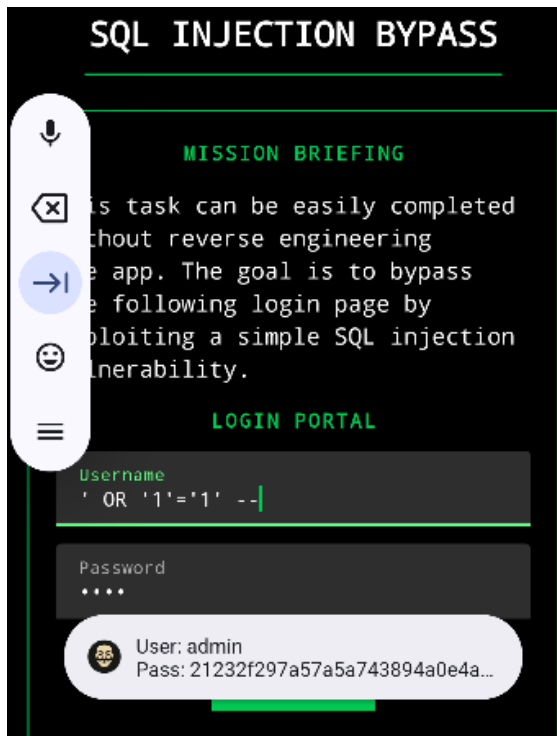 SQL INJECTION BYPASS
MISSION BRIEFING
is task can be easily completed
thout reverse engineering
e app. The goal is to bypass
e following login page by
ploiting a simple SQL injection
lnerability.
LOGIN PORTAL
Username
' OR '1'='1' --
Password
••••
User: admin
Pass: 21232f297a57a5a743894a0e4a...